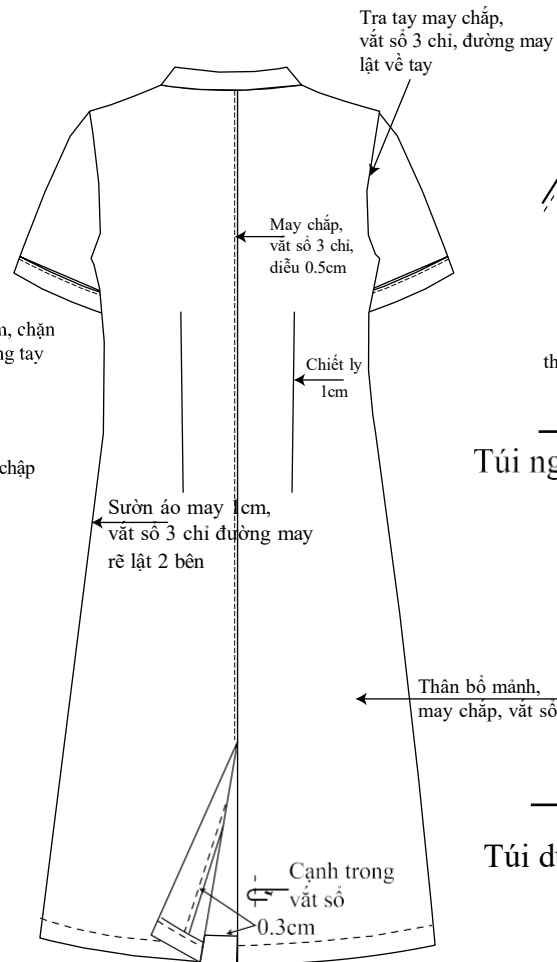 Tra tay may chắp,
vắt sổ 3 chỉ, đường may
lật về tay
May chắp,
vắt sổ 3 chỉ,
diễu 0.5cm
m, chặn
ng tay
Chiết ly
1cm
th
Túi ng
chập
Sườn áo may 1cm,
vắt sổ 3 chỉ đường may
rẽ lật 2 bên
Thân bổ mảnh,
may chắp, vắt sổ
Túi dư
Cạnh trong
vắt sổ
0.3cm